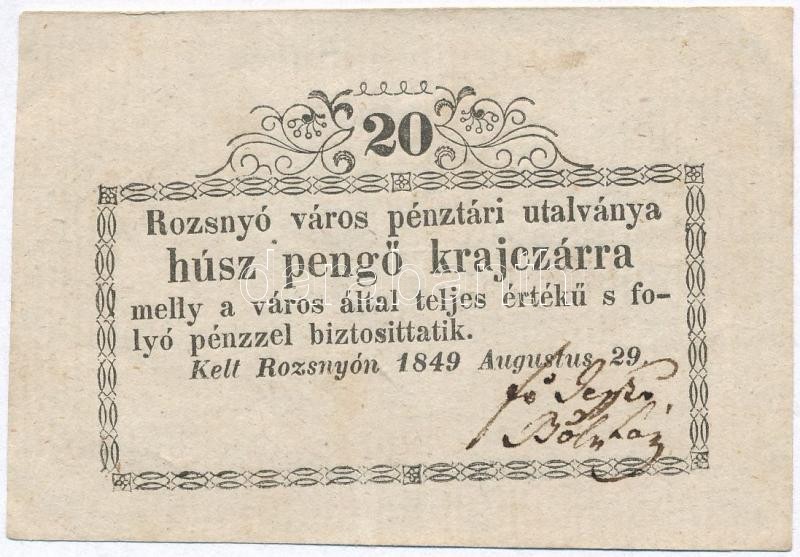 20
Rozsnyó város pénztári utalványa
húsz pengő krajczárra
melly a város által teljes értékű s fo-
lyó pénzzel biztosittatik.
Kelt Rozsnyón 1849 Augustus 29.